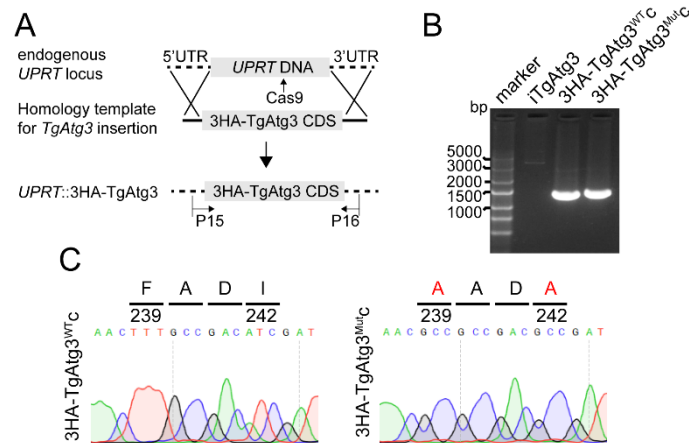 A
endogenous
UPRT locus
5'UTR
3'UTR
UPRT DNA
Cas9
Homology template
for TgAtg3 insertion
3HA-TgAtg3 CDS
UPRT::3HA-TgAtg3
3HA-TgAtg3 CDS
P15
P16
B
marker
iTgAtg3
3HA-TgAtg3WTc
3HA-TgAtg3Mutc
bp
5000
3000
2000
1500
1000
C
3HA-TgAtg3WTc
F A D I
239 242
A A C T T T G C C G A C A T C G A T
3HA-TgAtg3Mutc
A A D A
239 242
A A C G C C G C C G A C G C C G A T